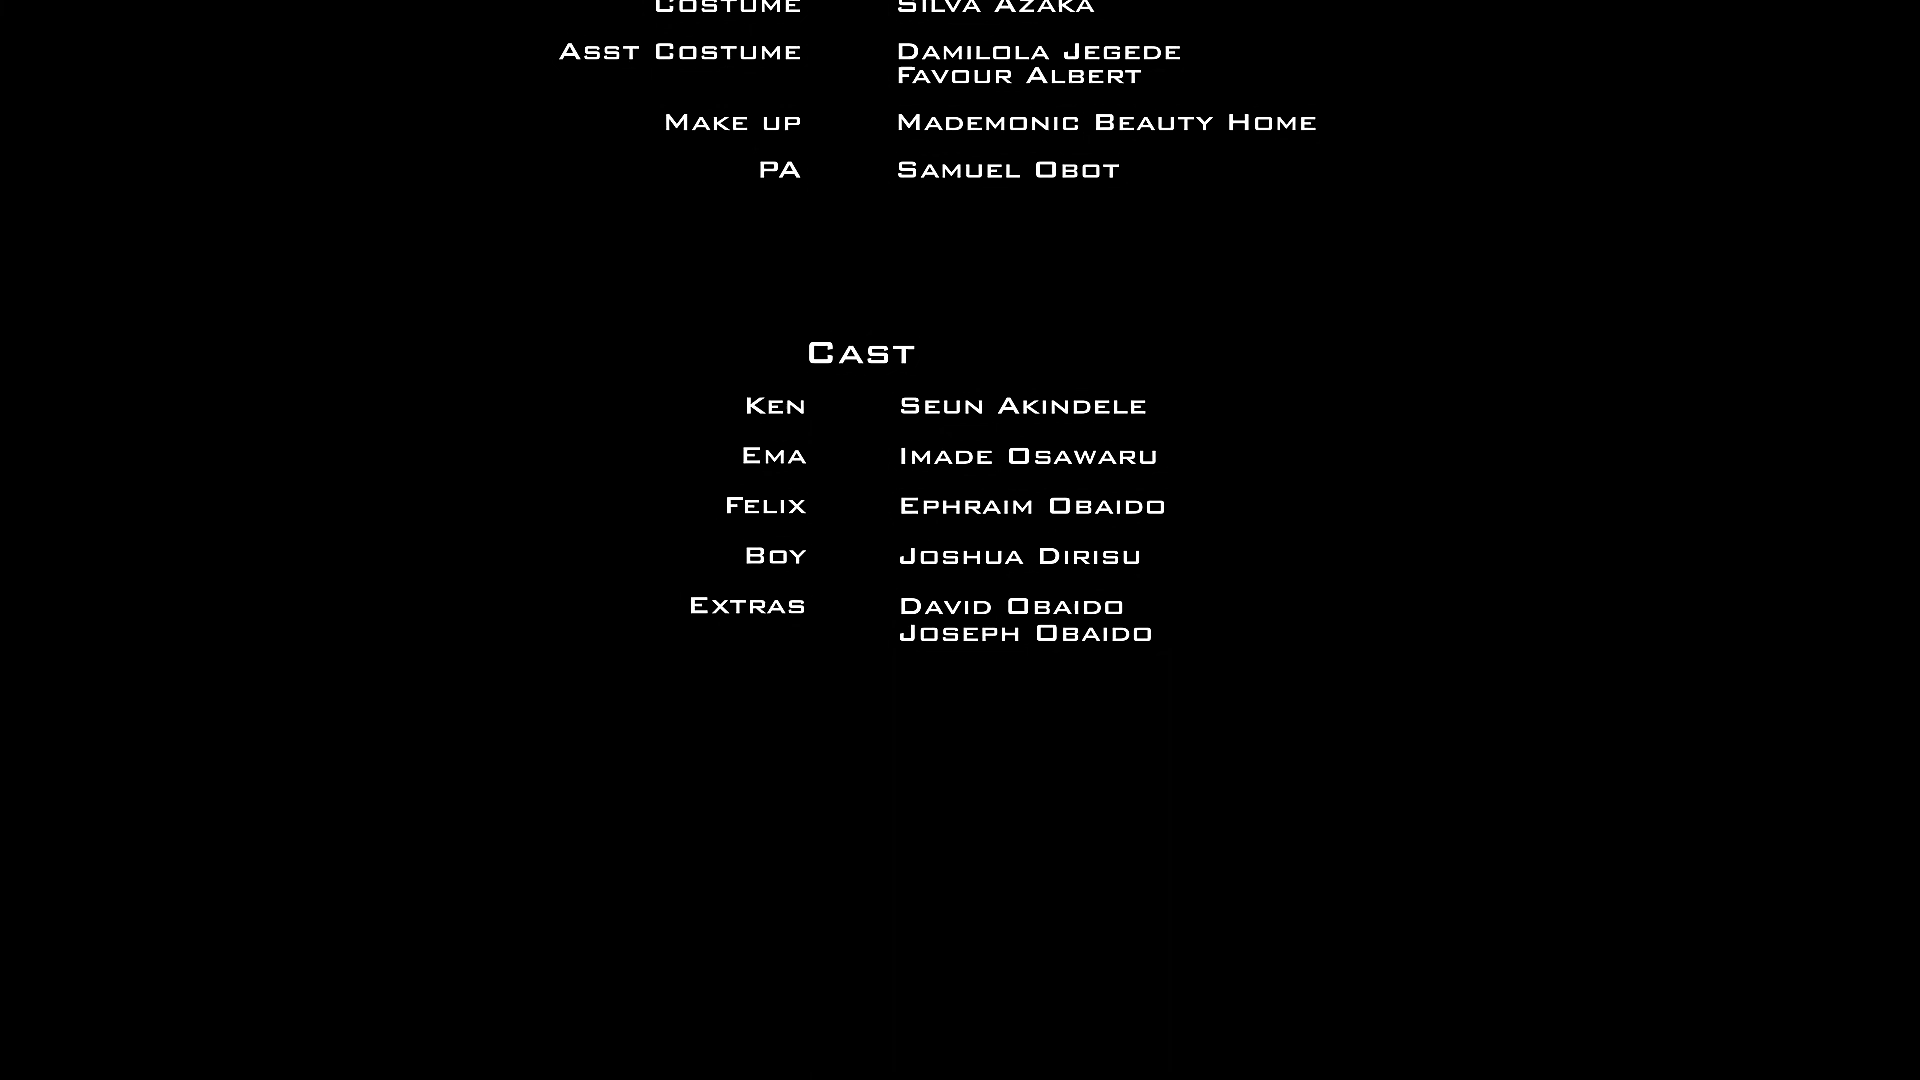 Costume Silva Azaka
Asst Costume Damilola Jegede
Favour Albert
Make up Mademonic Beauty Home
PA Samuel Obot
Cast
Ken Seun Akindele
Ema Imade Osawaru
Felix Ephraim Obaido
Boy Joshua Dirisu
Extras David Obaido
Joseph Obaido